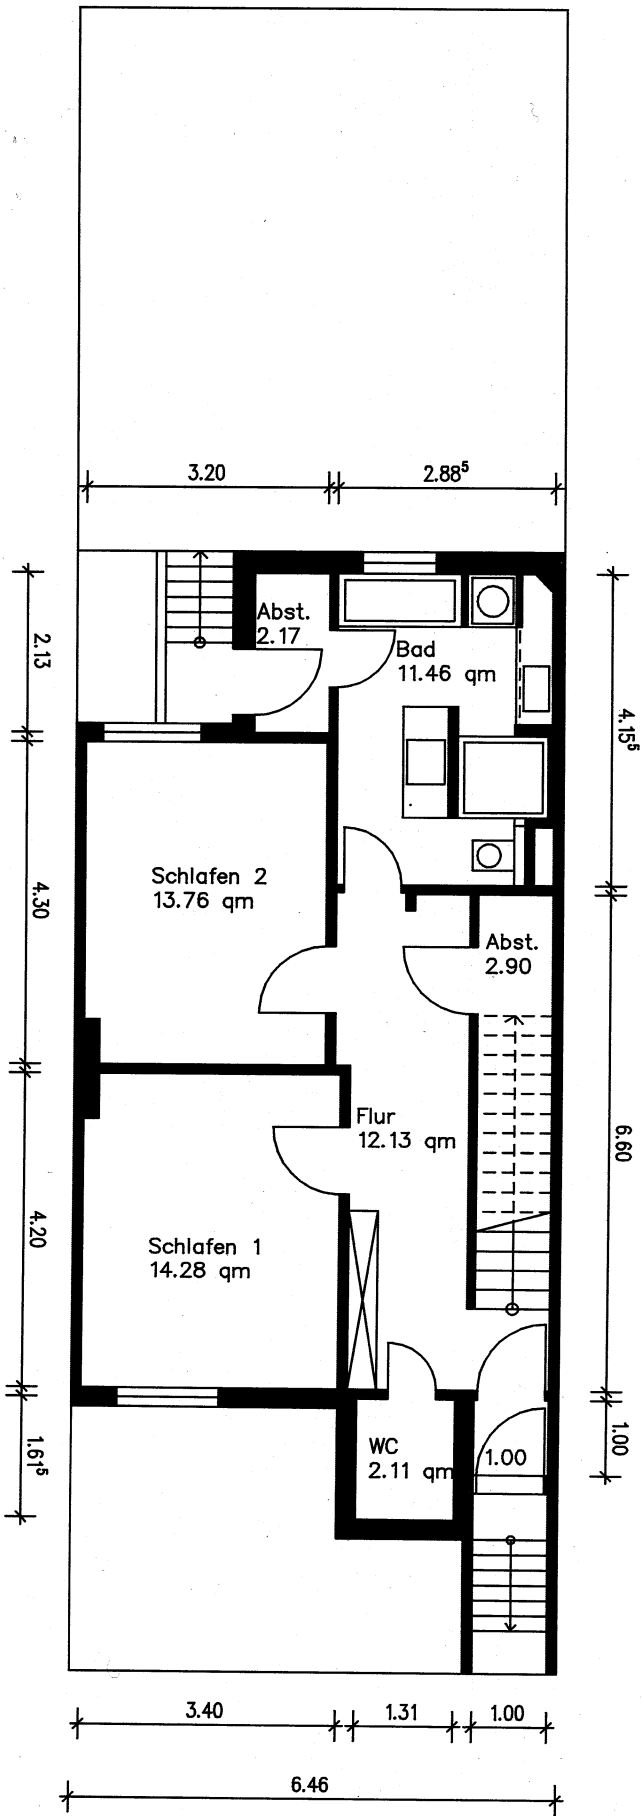 3.20
2.88⁵
Abst.
2.17
Bad
11.46 qm
2.13
4.15⁵
Schlafen 2
13.76 qm
4.30
Abst.
2.90
Flur
12.13 qm
6.60
Schlafen 1
14.28 qm
4.20
WC
2.11 qm
1.00
1.61⁵
1.00
3.40
1.31
1.00
6.46